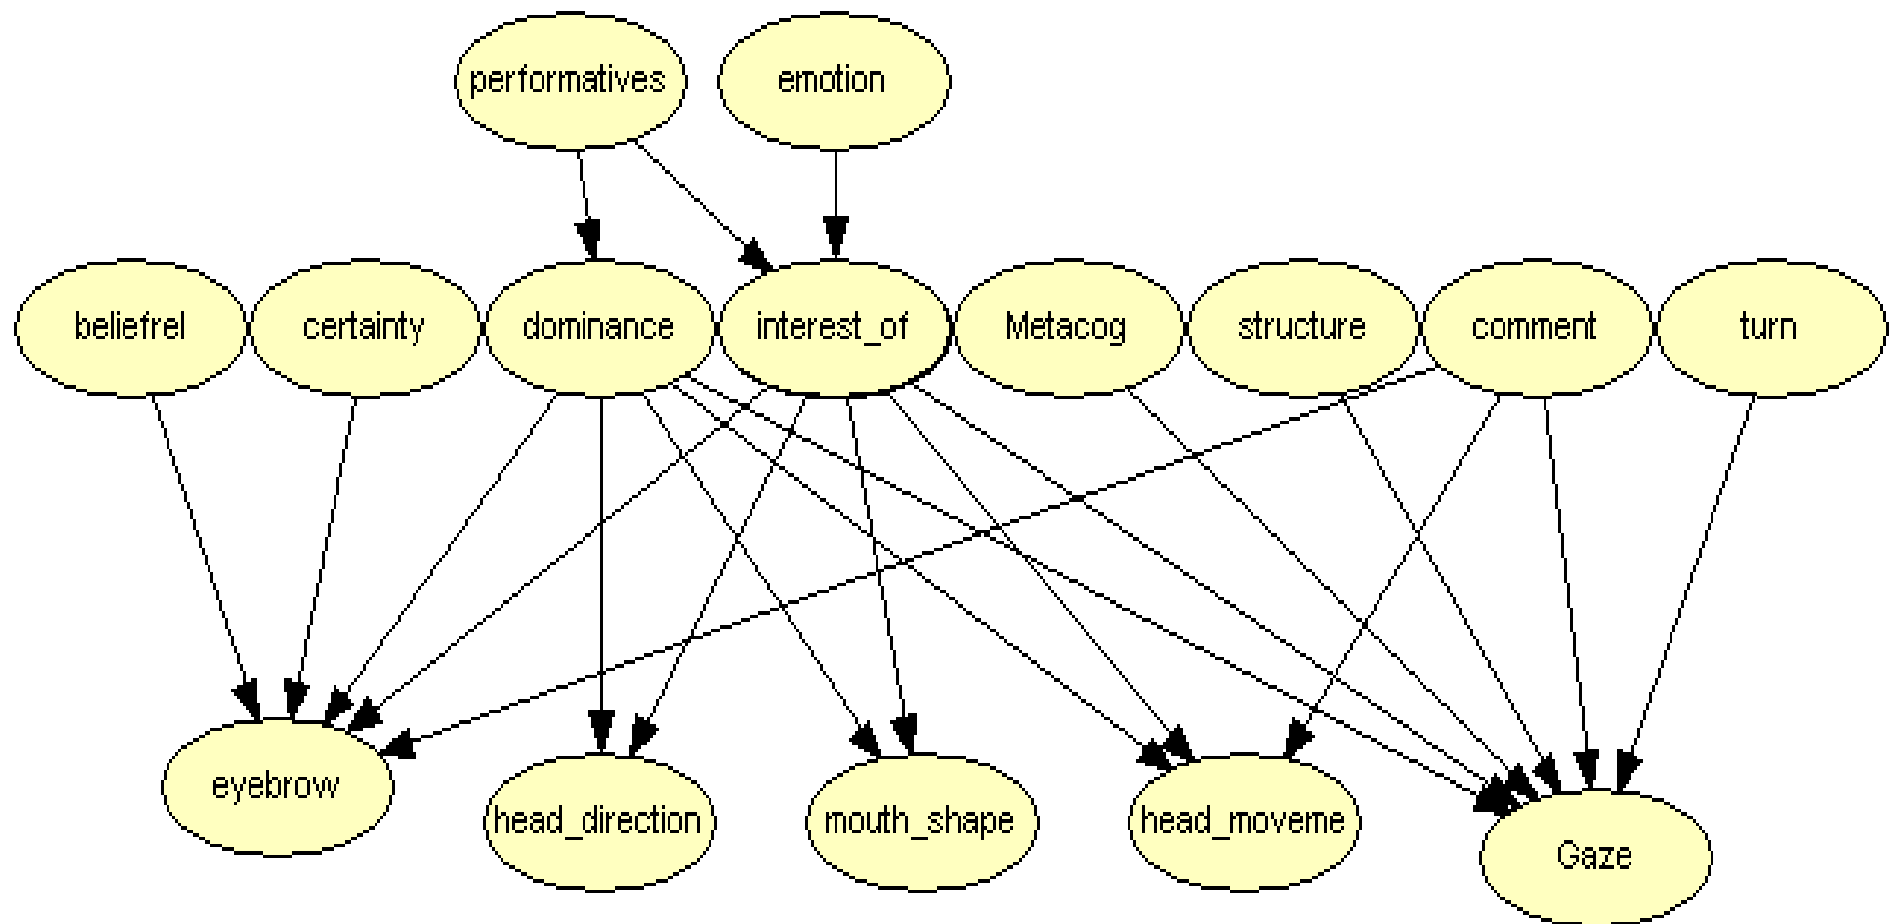 performatives
emotion
beliefrel
certainty
dominance
interest_of
Metacog
structure
comment
turn
eyebrow
head_direction
mouth_shape
head_moveme
Gaze